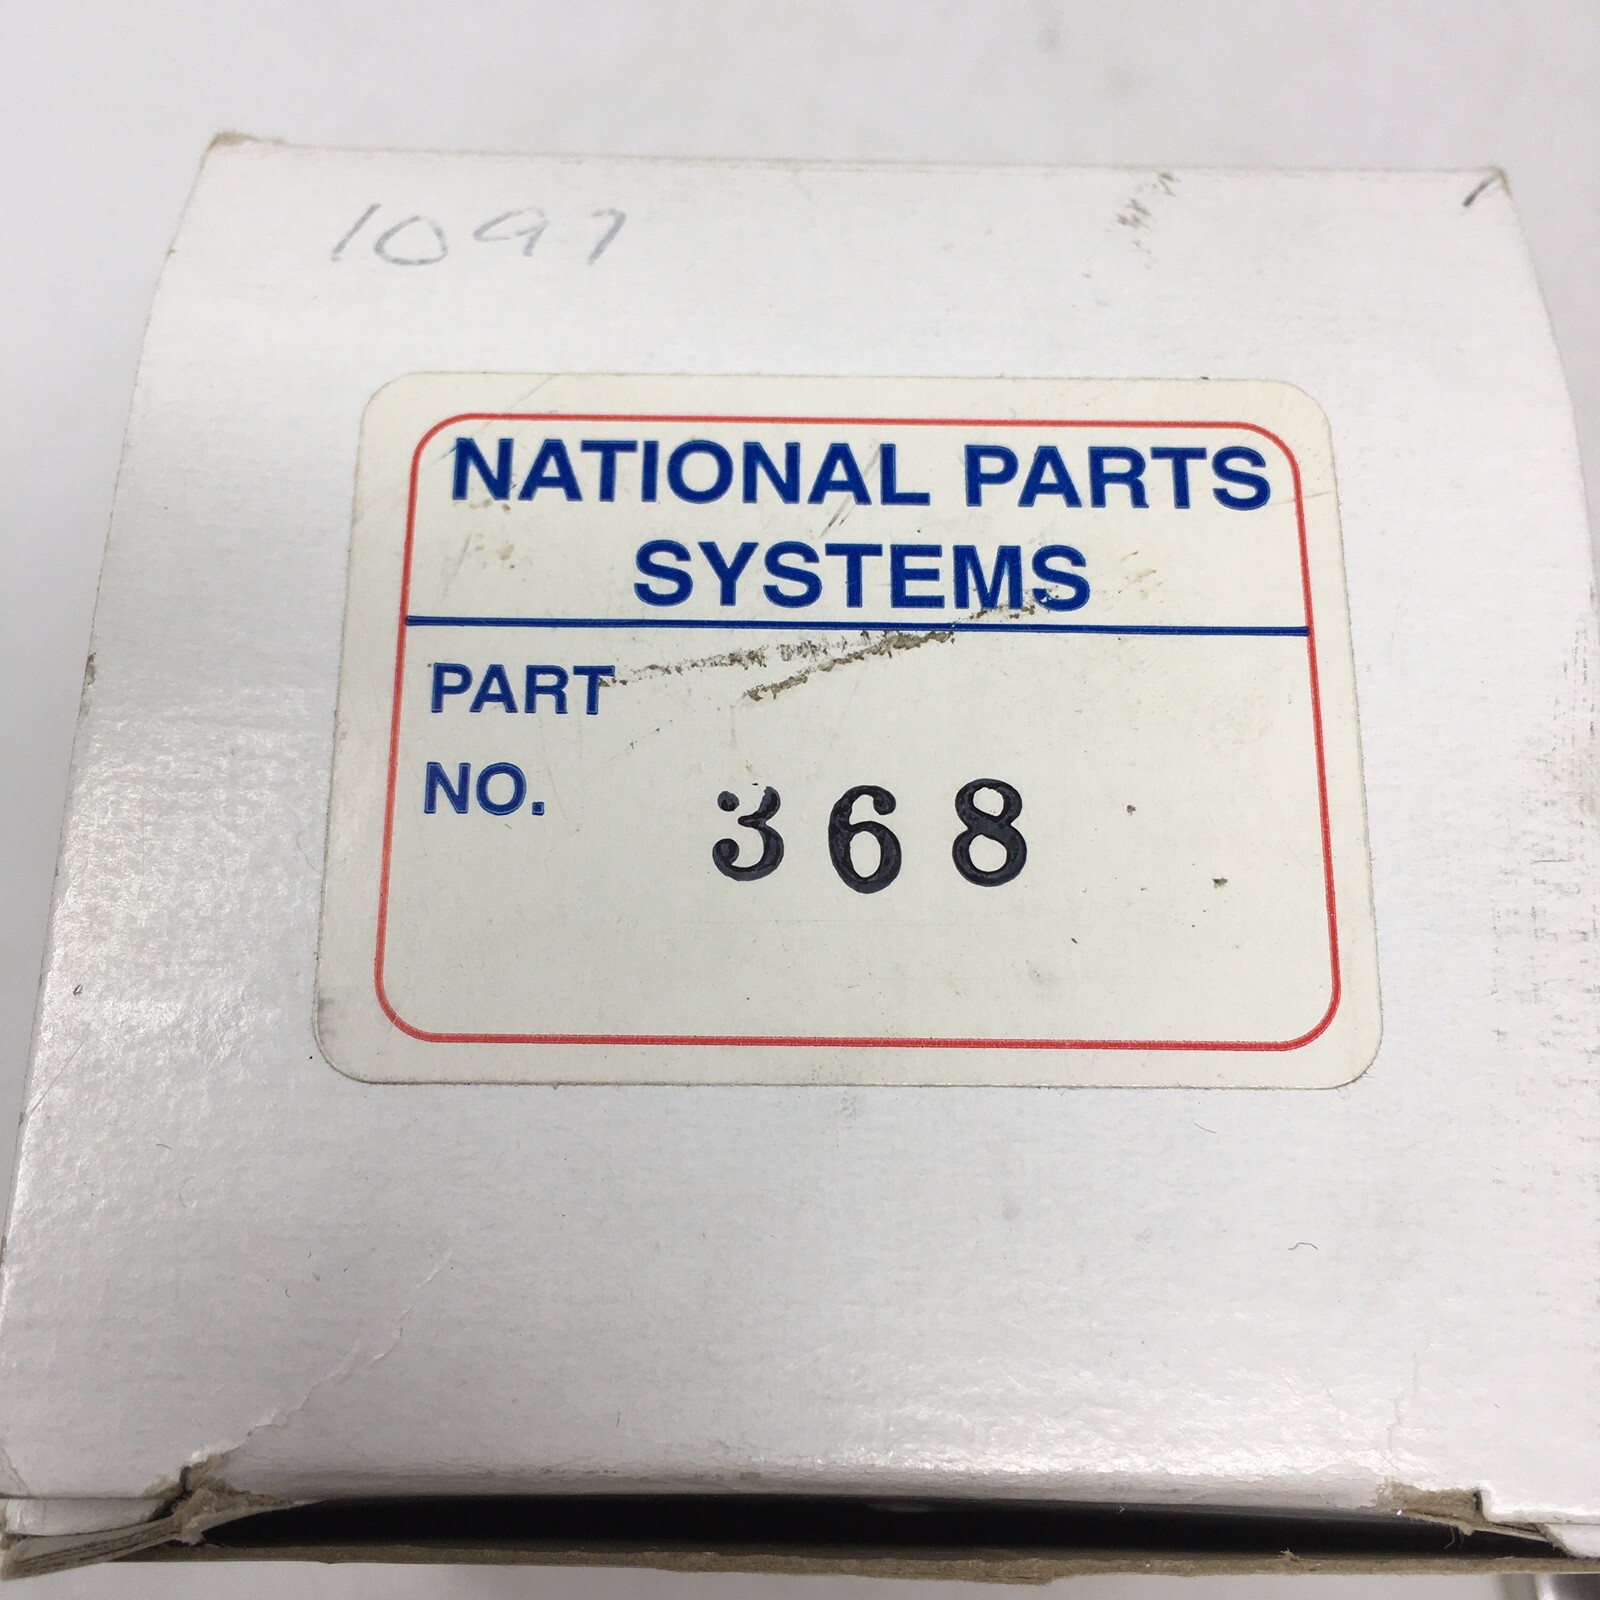 1097
NATIONAL PARTS
SYSTEMS
PART
NO. 368